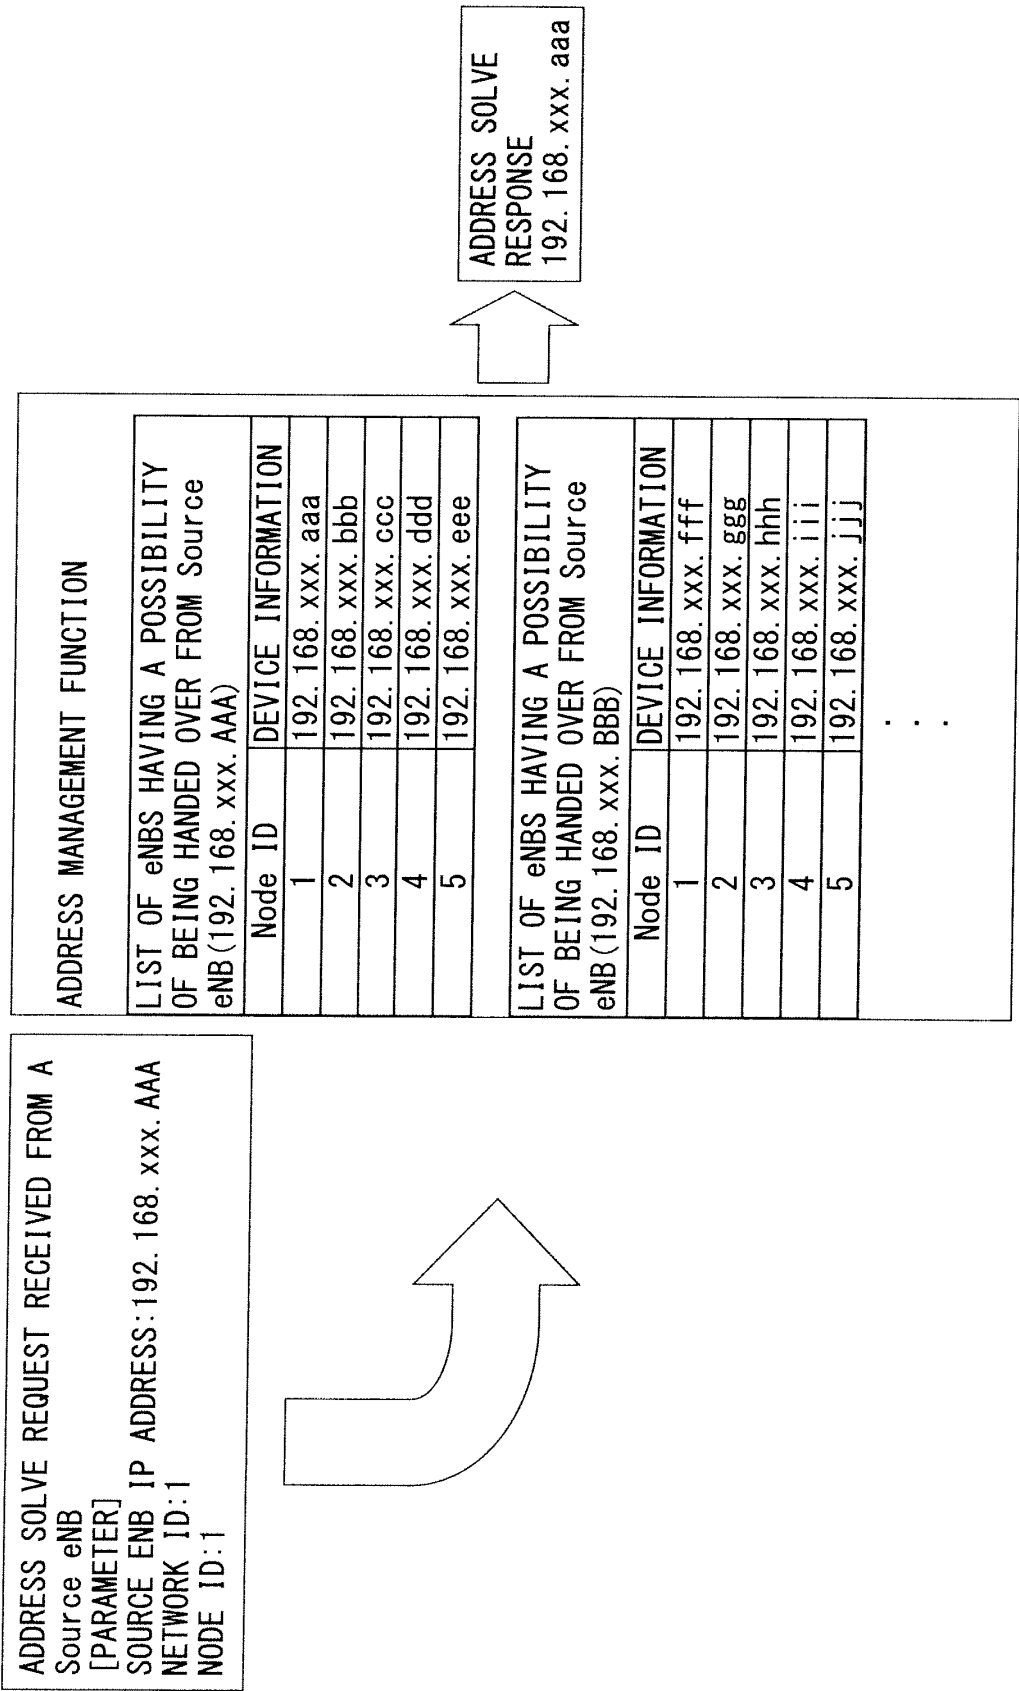 ADDRESS SOLVE REQUEST RECEIVED FROM A
Source eNB
[PARAMETER]
SOURCE ENB IP ADDRESS:192.168.xxx.AAA
NETWORK ID:1
NODE ID:1
ADDRESS MANAGEMENT FUNCTION
LIST OF eNBS HAVING A POSSIBILITY
OF BEING HANDED OVER FROM Source
eNB(192.168.xxx.AAA)
Node ID DEVICE INFORMATION
1 192.168.xxx.aaa
2 192.168.xxx.bbb
3 192.168.xxx.ccc
4 192.168.xxx.ddd
5 192.168.xxx.eee
LIST OF eNBS HAVING A POSSIBILITY
OF BEING HANDED OVER FROM Source
eNB(192.168.xxx.BBB)
Node ID DEVICE INFORMATION
1 192.168.xxx.fff
2 192.168.xxx.ggg
3 192.168.xxx.hhh
4 192.168.xxx.iii
5 192.168.xxx.jjj
...
ADDRESS SOLVE
RESPONSE
192.168.xxx.aaa